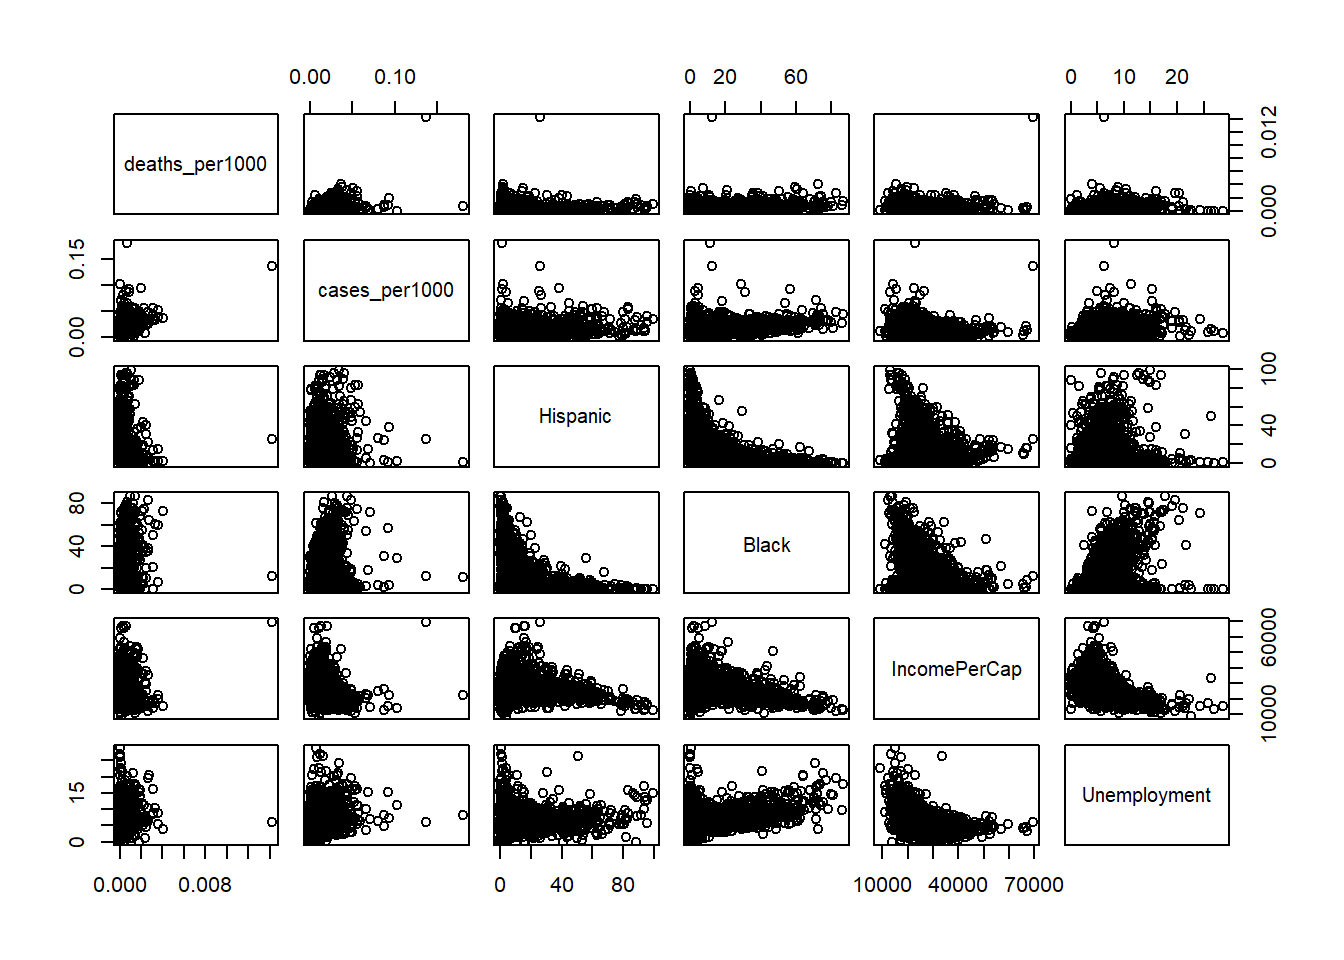 0.00 0.10 0 20 60 0 10 20
deaths_per1000 0.000 0.012
0.00 0.15 cases_per1000
Hispanic 0 40 100
0 40 80 Black
IncomePerCap 10000 60000
0 15 Unemployment
0.000 0.008 0 40 80 10000 40000 70000